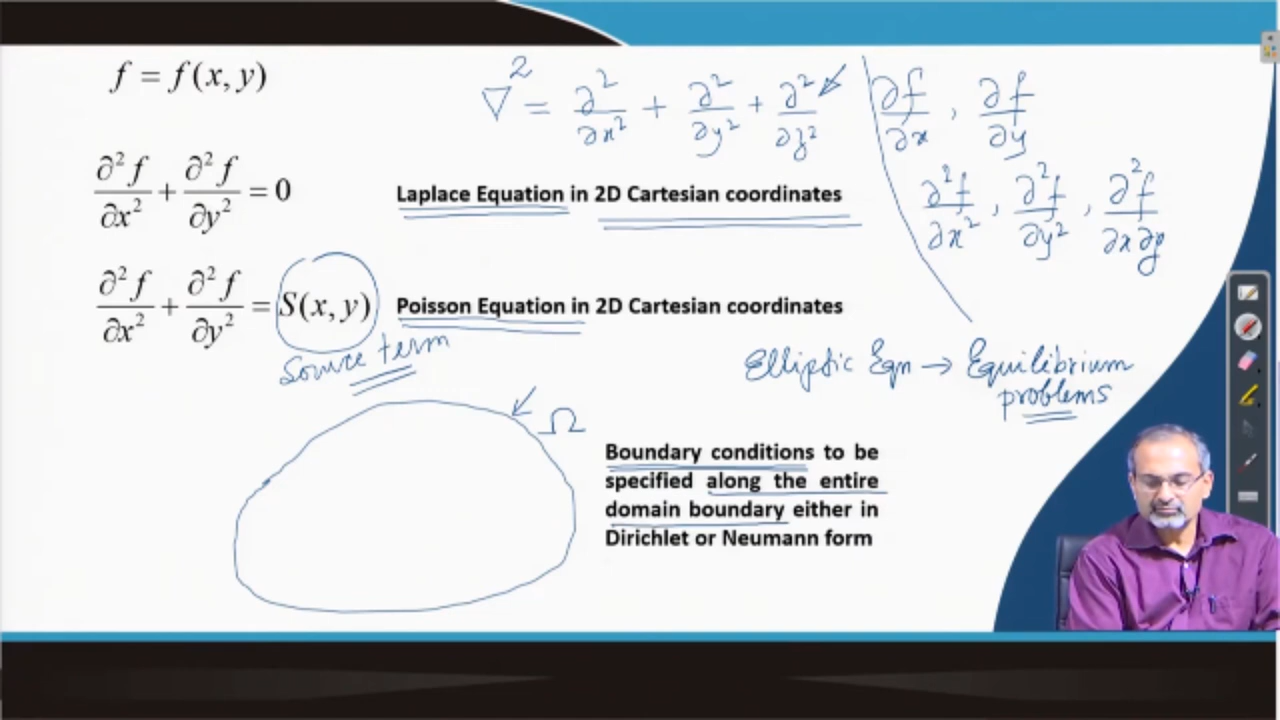 f = f(x, y)
∇² = ∂²/∂x² + ∂²/∂y² + ∂²/∂z²
∂f/∂x , ∂f/∂y
∂²f/∂x² , ∂²f/∂y² , ∂²f/∂x∂y
∂²f/∂x² + ∂²f/∂y² = 0
Laplace Equation in 2D Cartesian coordinates
∂²f/∂x² + ∂²f/∂y² = S(x, y)
Poisson Equation in 2D Cartesian coordinates
Source term
Elliptic Eqn → Equilibrium
problems
Ω
Boundary conditions to be
specified along the entire
domain boundary either in
Dirichlet or Neumann form